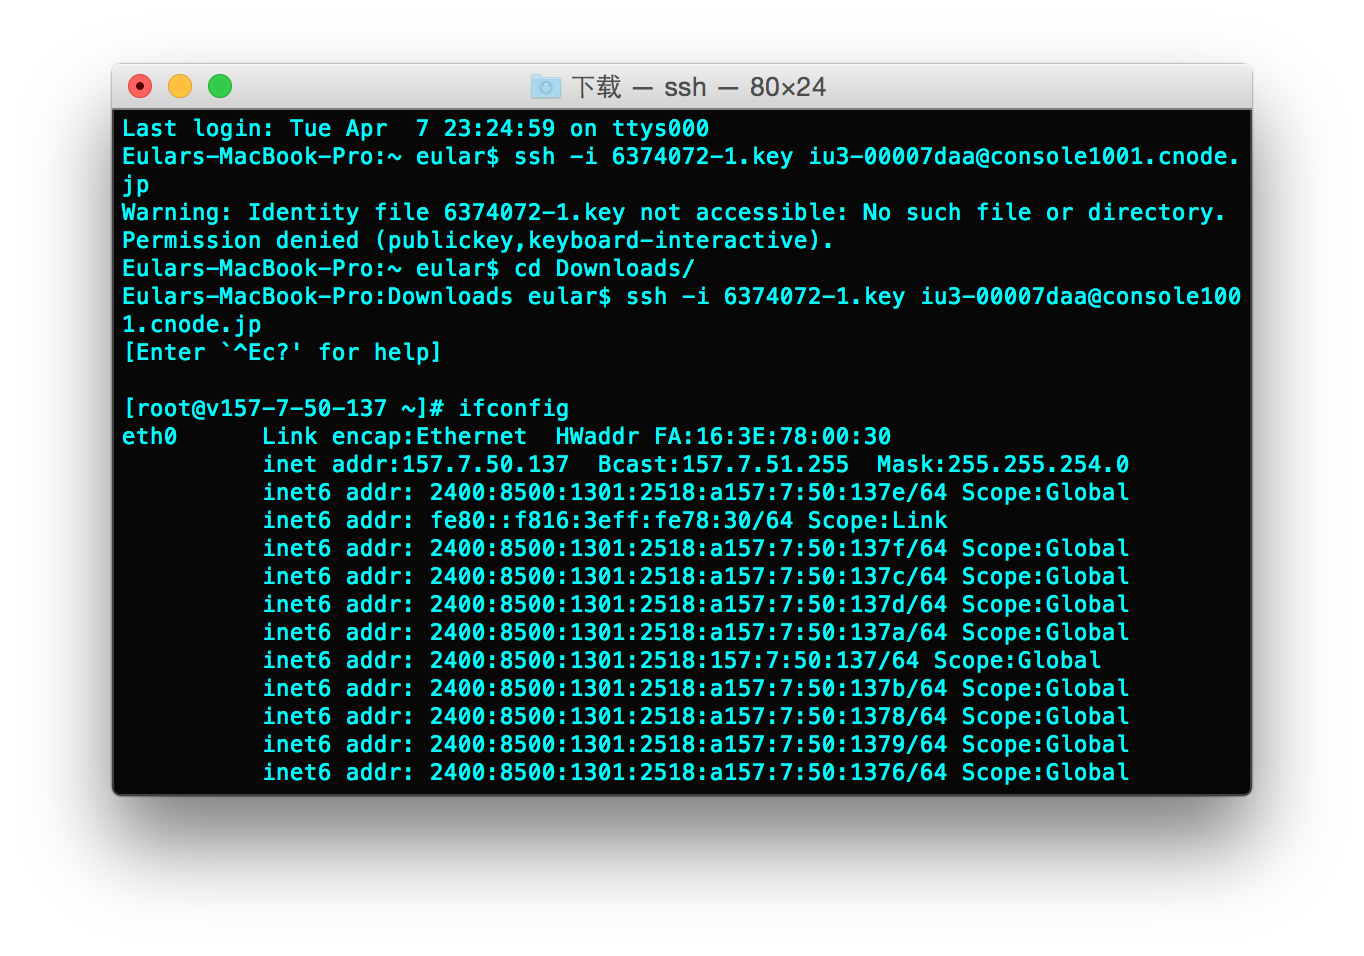 下载 — ssh — 80×24
Last login: Tue Apr  7 23:24:59 on ttys000
Eulars-MacBook-Pro:~ eular$ ssh -i 6374072-1.key iu3-00007daa@console1001.cnode.
jp
Warning: Identity file 6374072-1.key not accessible: No such file or directory.
Permission denied (publickey,keyboard-interactive).
Eulars-MacBook-Pro:~ eular$ cd Downloads/
Eulars-MacBook-Pro:Downloads eular$ ssh -i 6374072-1.key iu3-00007daa@console100
1.cnode.jp
[Enter `^Ec?' for help]

[root@v157-7-50-137 ~]# ifconfig
eth0      Link encap:Ethernet  HWaddr FA:16:3E:78:00:30
          inet addr:157.7.50.137  Bcast:157.7.51.255  Mask:255.255.254.0
          inet6 addr: 2400:8500:1301:2518:a157:7:50:137e/64 Scope:Global
          inet6 addr: fe80::f816:3eff:fe78:30/64 Scope:Link
          inet6 addr: 2400:8500:1301:2518:a157:7:50:137f/64 Scope:Global
          inet6 addr: 2400:8500:1301:2518:a157:7:50:137c/64 Scope:Global
          inet6 addr: 2400:8500:1301:2518:a157:7:50:137d/64 Scope:Global
          inet6 addr: 2400:8500:1301:2518:a157:7:50:137a/64 Scope:Global
          inet6 addr: 2400:8500:1301:2518:157:7:50:137/64 Scope:Global
          inet6 addr: 2400:8500:1301:2518:a157:7:50:137b/64 Scope:Global
          inet6 addr: 2400:8500:1301:2518:a157:7:50:1378/64 Scope:Global
          inet6 addr: 2400:8500:1301:2518:a157:7:50:1379/64 Scope:Global
          inet6 addr: 2400:8500:1301:2518:a157:7:50:1376/64 Scope:Global